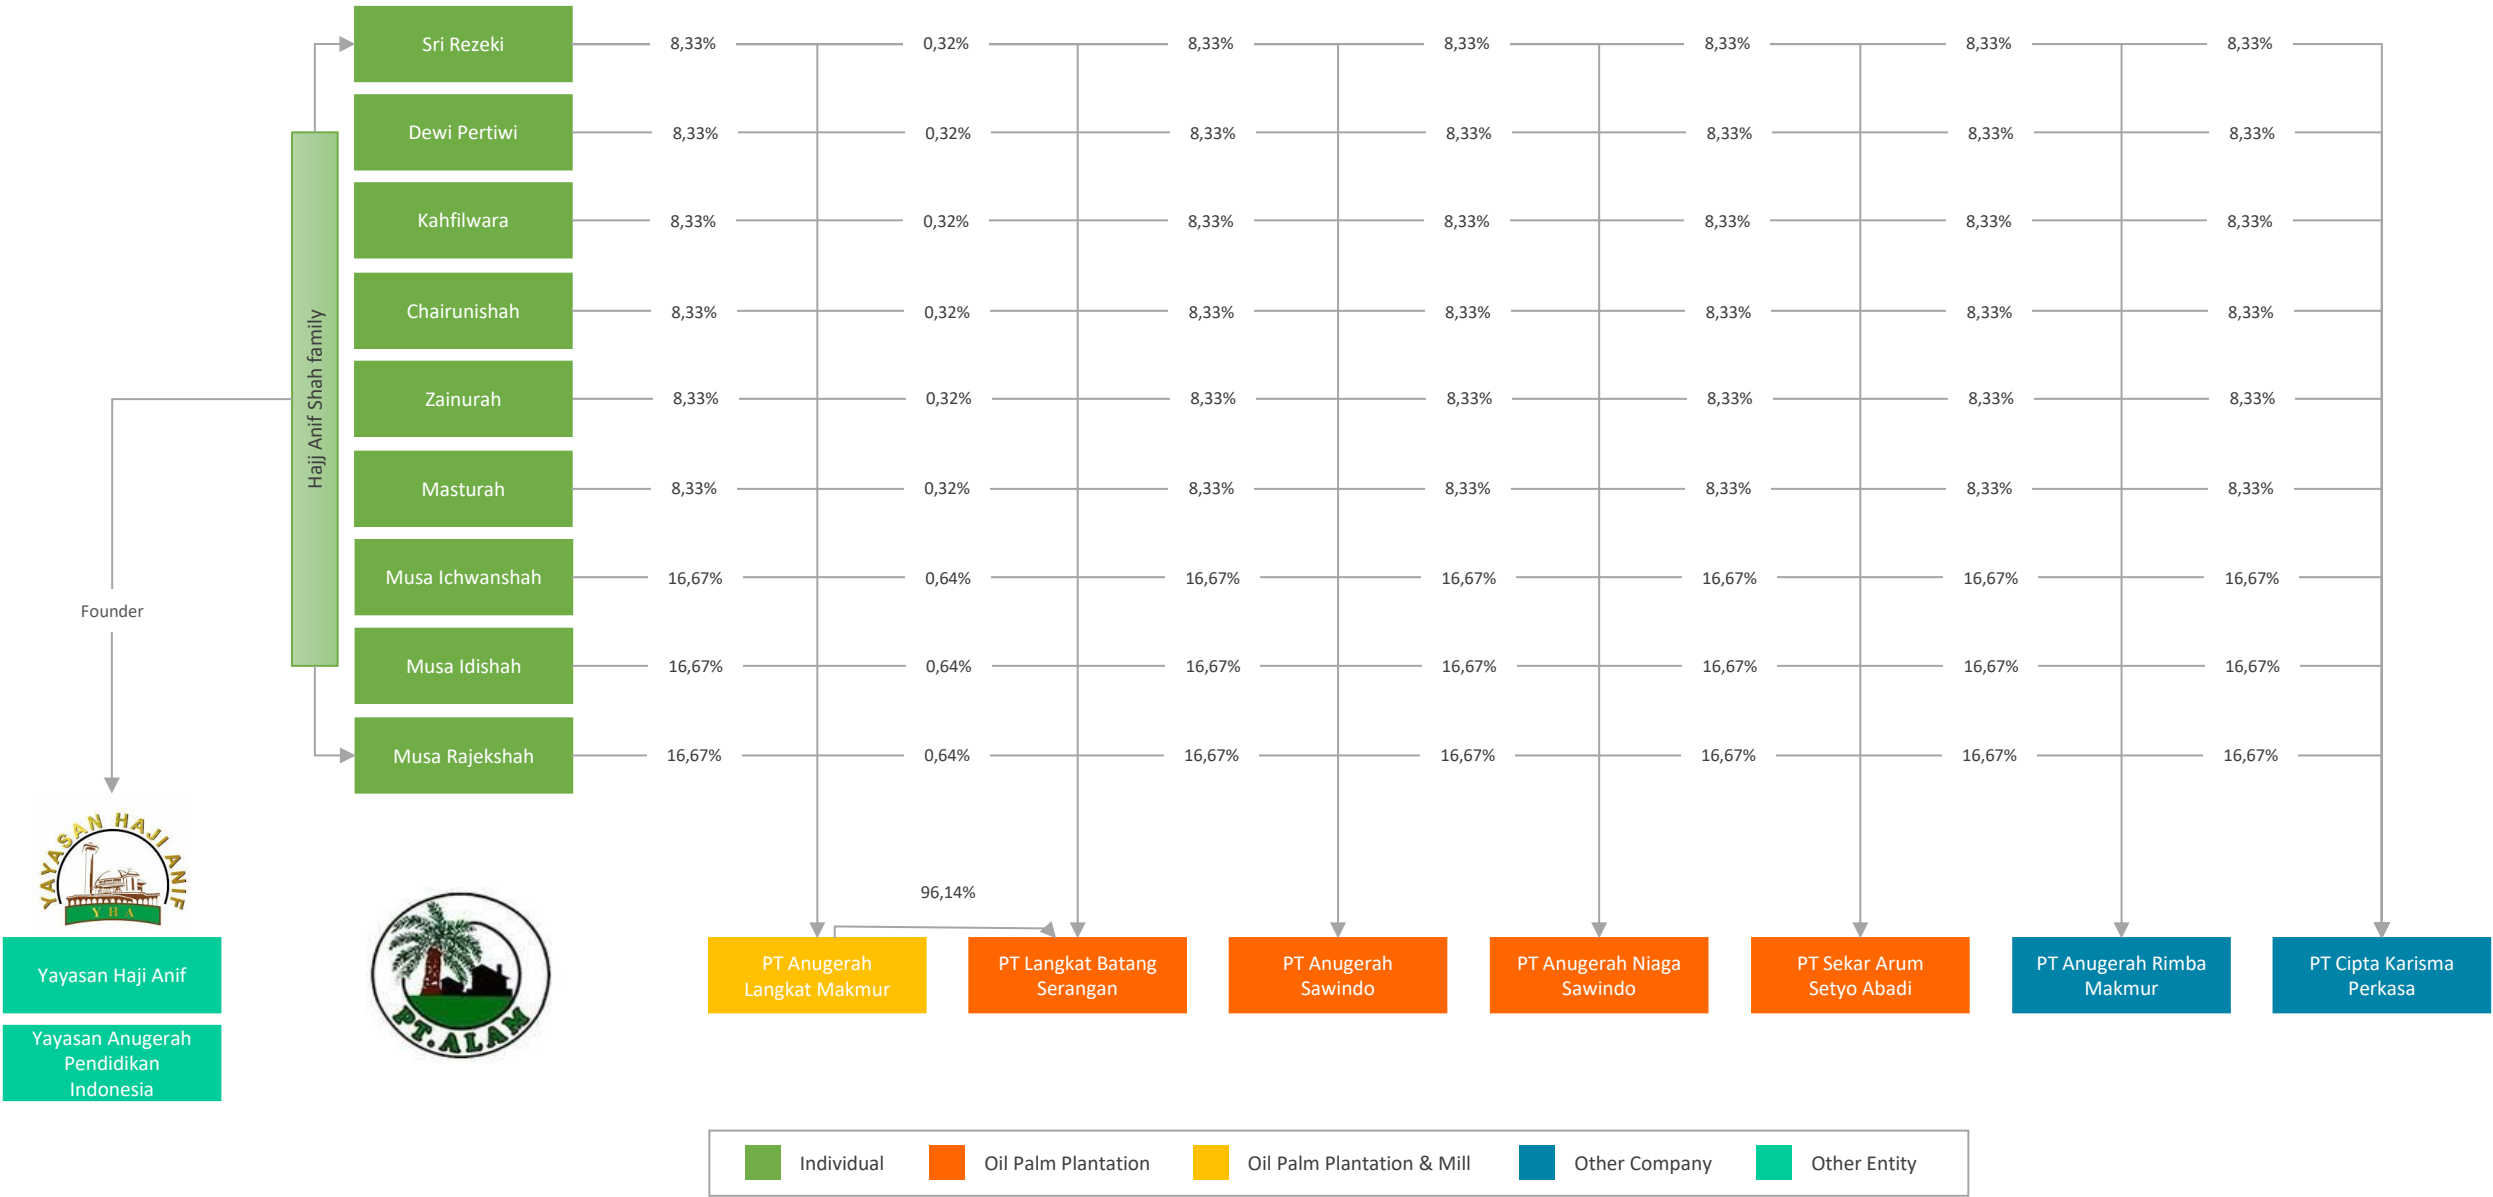 Sri Rezeki 8,33% 0,32% 8,33% 8,33% 8,33% 8,33% 8,33%
Dewi Pertiwi 8,33% 0,32% 8,33% 8,33% 8,33% 8,33% 8,33%
Kahfilwara 8,33% 0,32% 8,33% 8,33% 8,33% 8,33% 8,33%
Chairunishah 8,33% 0,32% 8,33% 8,33% 8,33% 8,33% 8,33%
Hajj Anif Shah family
Zainurah 8,33% 0,32% 8,33% 8,33% 8,33% 8,33% 8,33%
Masturah 8,33% 0,32% 8,33% 8,33% 8,33% 8,33% 8,33%
Musa Ichwanshah 16,67% 0,64% 16,67% 16,67% 16,67% 16,67% 16,67%
Founder
Musa Idishah 16,67% 0,64% 16,67% 16,67% 16,67% 16,67% 16,67%
Musa Rajekshah 16,67% 0,64% 16,67% 16,67% 16,67% 16,67% 16,67%
YAYASAN HAJI ANIF
YHA
96,14%
Yayasan Haji Anif
Yayasan Anugerah
Pendidikan
Indonesia
PT.ALAM
PT Anugerah
Langkat Makmur
PT Langkat Batang
Serangan
PT Anugerah
Sawindo
PT Anugerah Niaga
Sawindo
PT Sekar Arum
Setyo Abadi
PT Anugerah Rimba
Makmur
PT Cipta Karisma
Perkasa
Individual Oil Palm Plantation Oil Palm Plantation & Mill Other Company Other Entity